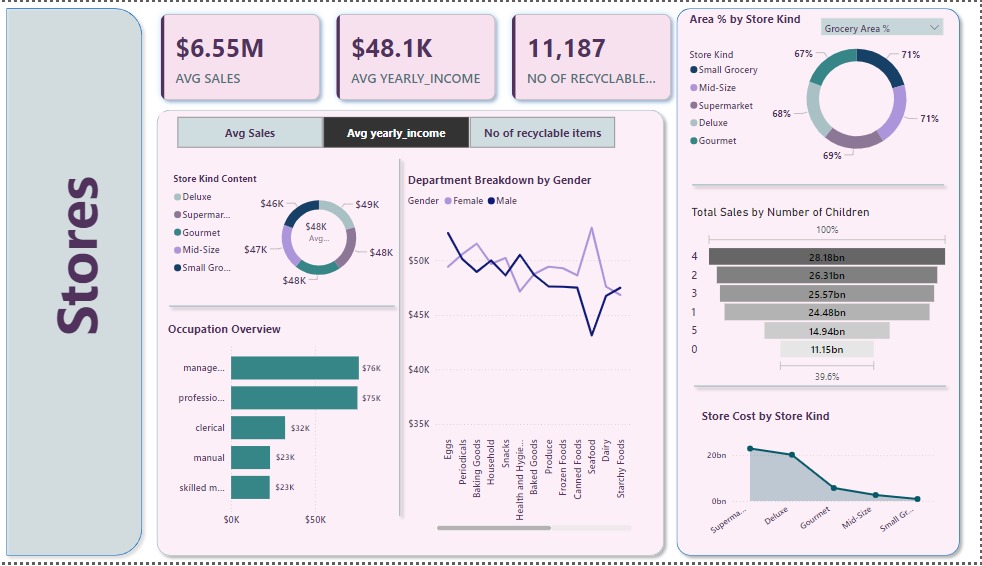 Stores
$6.55M
AVG SALES
$48.1K
AVG YEARLY_INCOME
11,187
NO OF RECYCLABLE...
Avg Sales
Avg yearly_income
No of recyclable items
Store Kind Content
Deluxe
Supermar...
Gourmet
Mid-Size
Small Gro...
$46K
$49K
$48K
Avg...
$47K
$48K
$48K
Occupation Overview
manage...
$76K
professio...
$75K
clerical
$32K
manual
$23K
skilled m...
$23K
$0K
$50K
Department Breakdown by Gender
Gender Female Male
$50K
$45K
$40K
$35K
Eggs
Periodicals
Baking Goods
Household
Snacks
Health and Hygie...
Baked Goods
Produce
Frozen Foods
Canned Foods
Seafood
Dairy
Starchy Foods
Area % by Store Kind
Grocery Area %
Store Kind
Small Grocery
Mid-Size
Supermarket
Deluxe
Gourmet
67%
71%
68%
71%
69%
Total Sales by Number of Children
100%
4 28.18bn
2 26.31bn
3 25.57bn
1 24.48bn
5 14.94bn
0 11.15bn
39.6%
Store Cost by Store Kind
20bn
0bn
Superma...
Deluxe
Gourmet
Mid-Size
Small Gr...